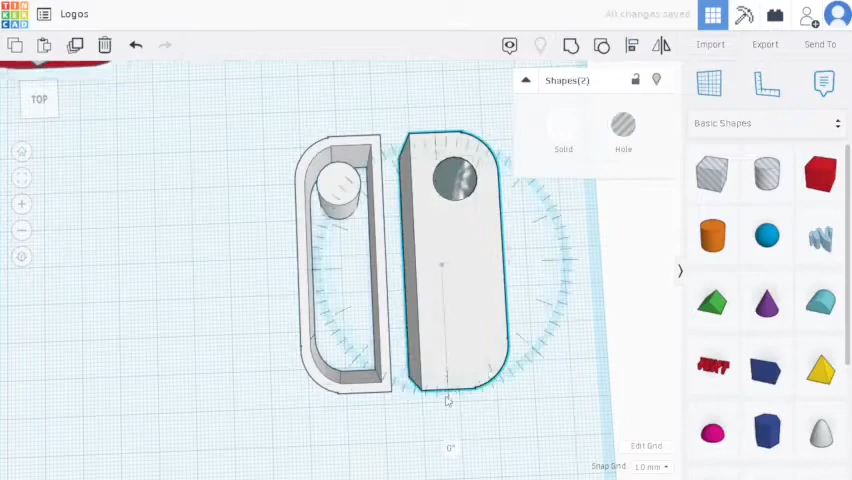 TIN
KER
CAD
Logos
All changes saved
Import
Export
Send To
TOP
Shapes(2)
Solid
Hole
Basic Shapes
TEXT
0°
Edit Grid
Snap Grid
1.0 mm